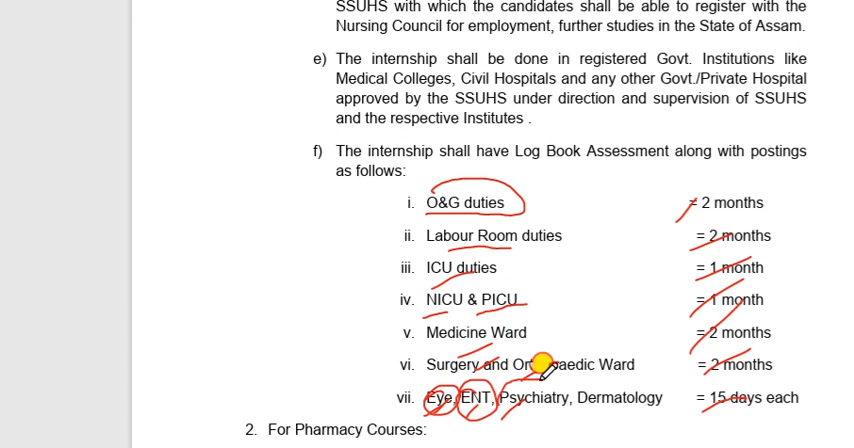 SSUHS with which the candidates shall be able to register with the
Nursing Council for employment, further studies in the State of Assam.
e) The internship shall be done in registered Govt. Institutions like
Medical Colleges, Civil Hospitals and any other Govt./Private Hospital
approved by the SSUHS under direction and supervision of SSUHS
and the respective Institutes .
f) The internship shall have Log Book Assessment along with postings
as follows:
i. O&G duties = 2 months
ii. Labour Room duties = 2 months
iii. ICU duties = 1 month
iv. NICU & PICU = 1 month
v. Medicine Ward = 2 months
vi. Surgery and Orthopaedic Ward = 2 months
vii. Eye, ENT, Psychiatry, Dermatology = 15 days each
2. For Pharmacy Courses: